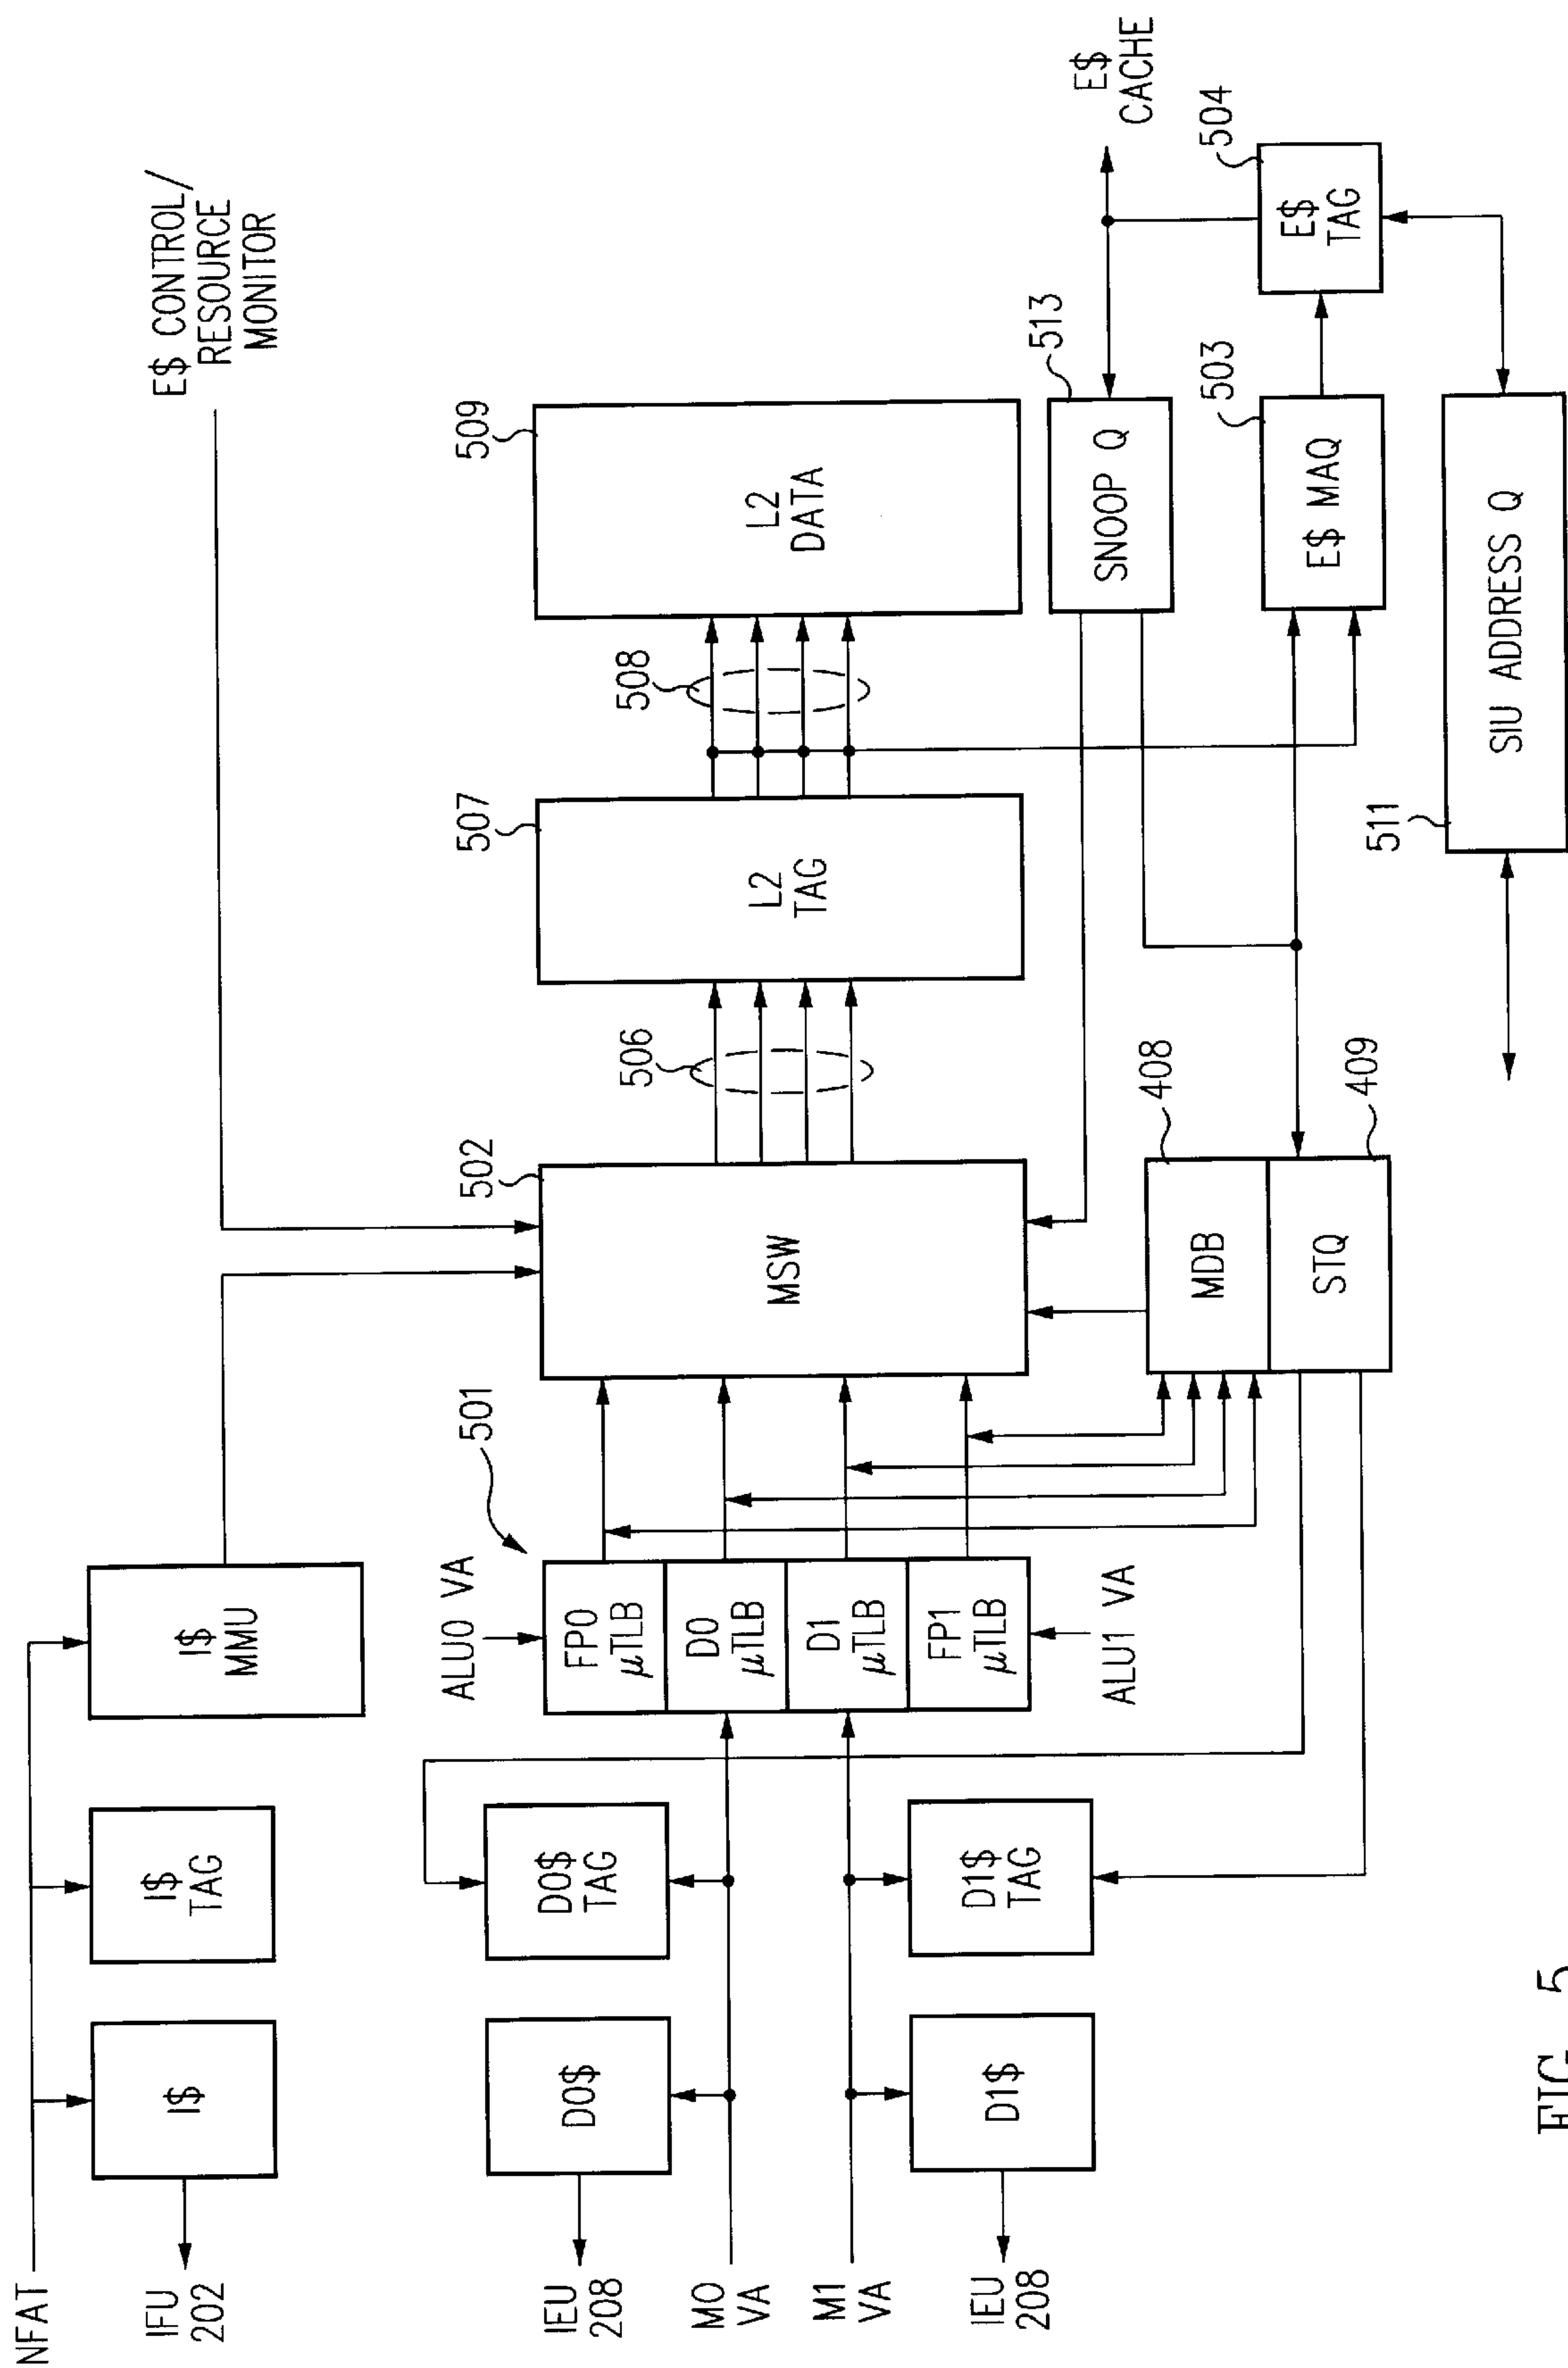 NFAT
IFU
202
I$
I$
TAG
I$
MMU
E$ CONTROL/
RESOURCE
MONITOR
IEU
208
M0
VA
M1
VA
IEU
208
D0$
D0$
TAG
D1$
D1$
TAG
ALU0 VA
501
FP0
μTLB
D0
μTLB
D1
μTLB
FP1
μTLB
ALU1 VA
502
MSW
506
507
L2
TAG
508
509
L2
DATA
408
MDB
STQ
409
513
SNOOP Q
E$
CACHE
503
E$ MAQ
504
E$
TAG
511
SIU ADDRESS Q
FIG. 5